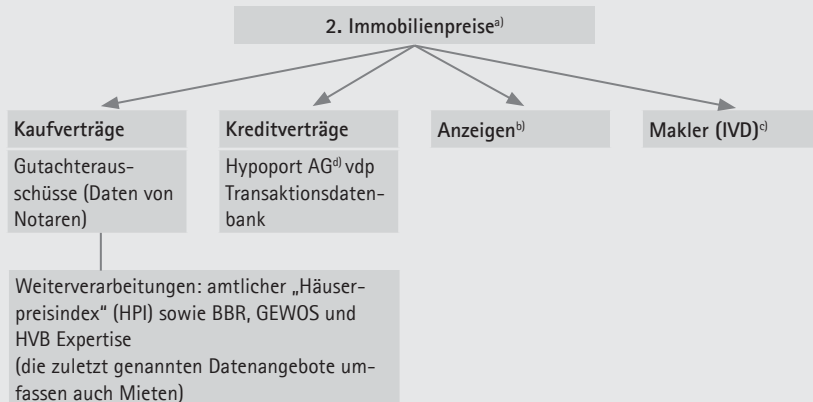 2. Immobilienpreise a)
Kaufverträge
Gutachteraus-
schüsse (Daten von
Notaren)
Kreditverträge
Hypoport AG d) vdp
Transaktionsdaten-
bank
Anzeigen b)
Makler (IVD) c)
Weiterverarbeitungen: amtlicher „Häuser-
preisindex“ (HPI) sowie BBR, GEWOS und
HVB Expertise
(die zuletzt genannten Datenangebote um-
fassen auch Mieten)